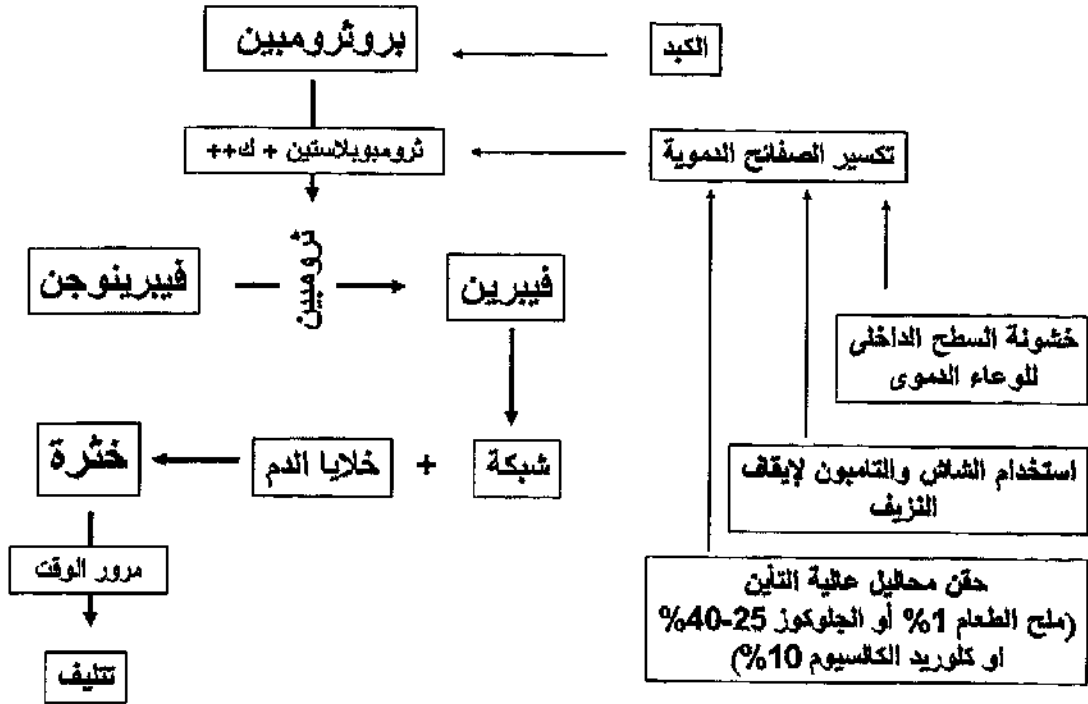 الكبد
بروثرومبين
ثرومبوبلاستين + ك++
تكسير الصفائح الدموية
فيبرينوجن
ثرومبين
فيبرين
خشونة السطح الداخلى
للوعاء الدموى
شبكة
+
خلايا الدم
خثرة
استخدام الشاش والتامبون لإيقاف
النزيف
مرور الوقت
حقن محاليل عالية التأين
(ملح الطعام 1% أو الجلوكوز 25-40%
او كلوريد الكالسيوم 10%)
تتليف